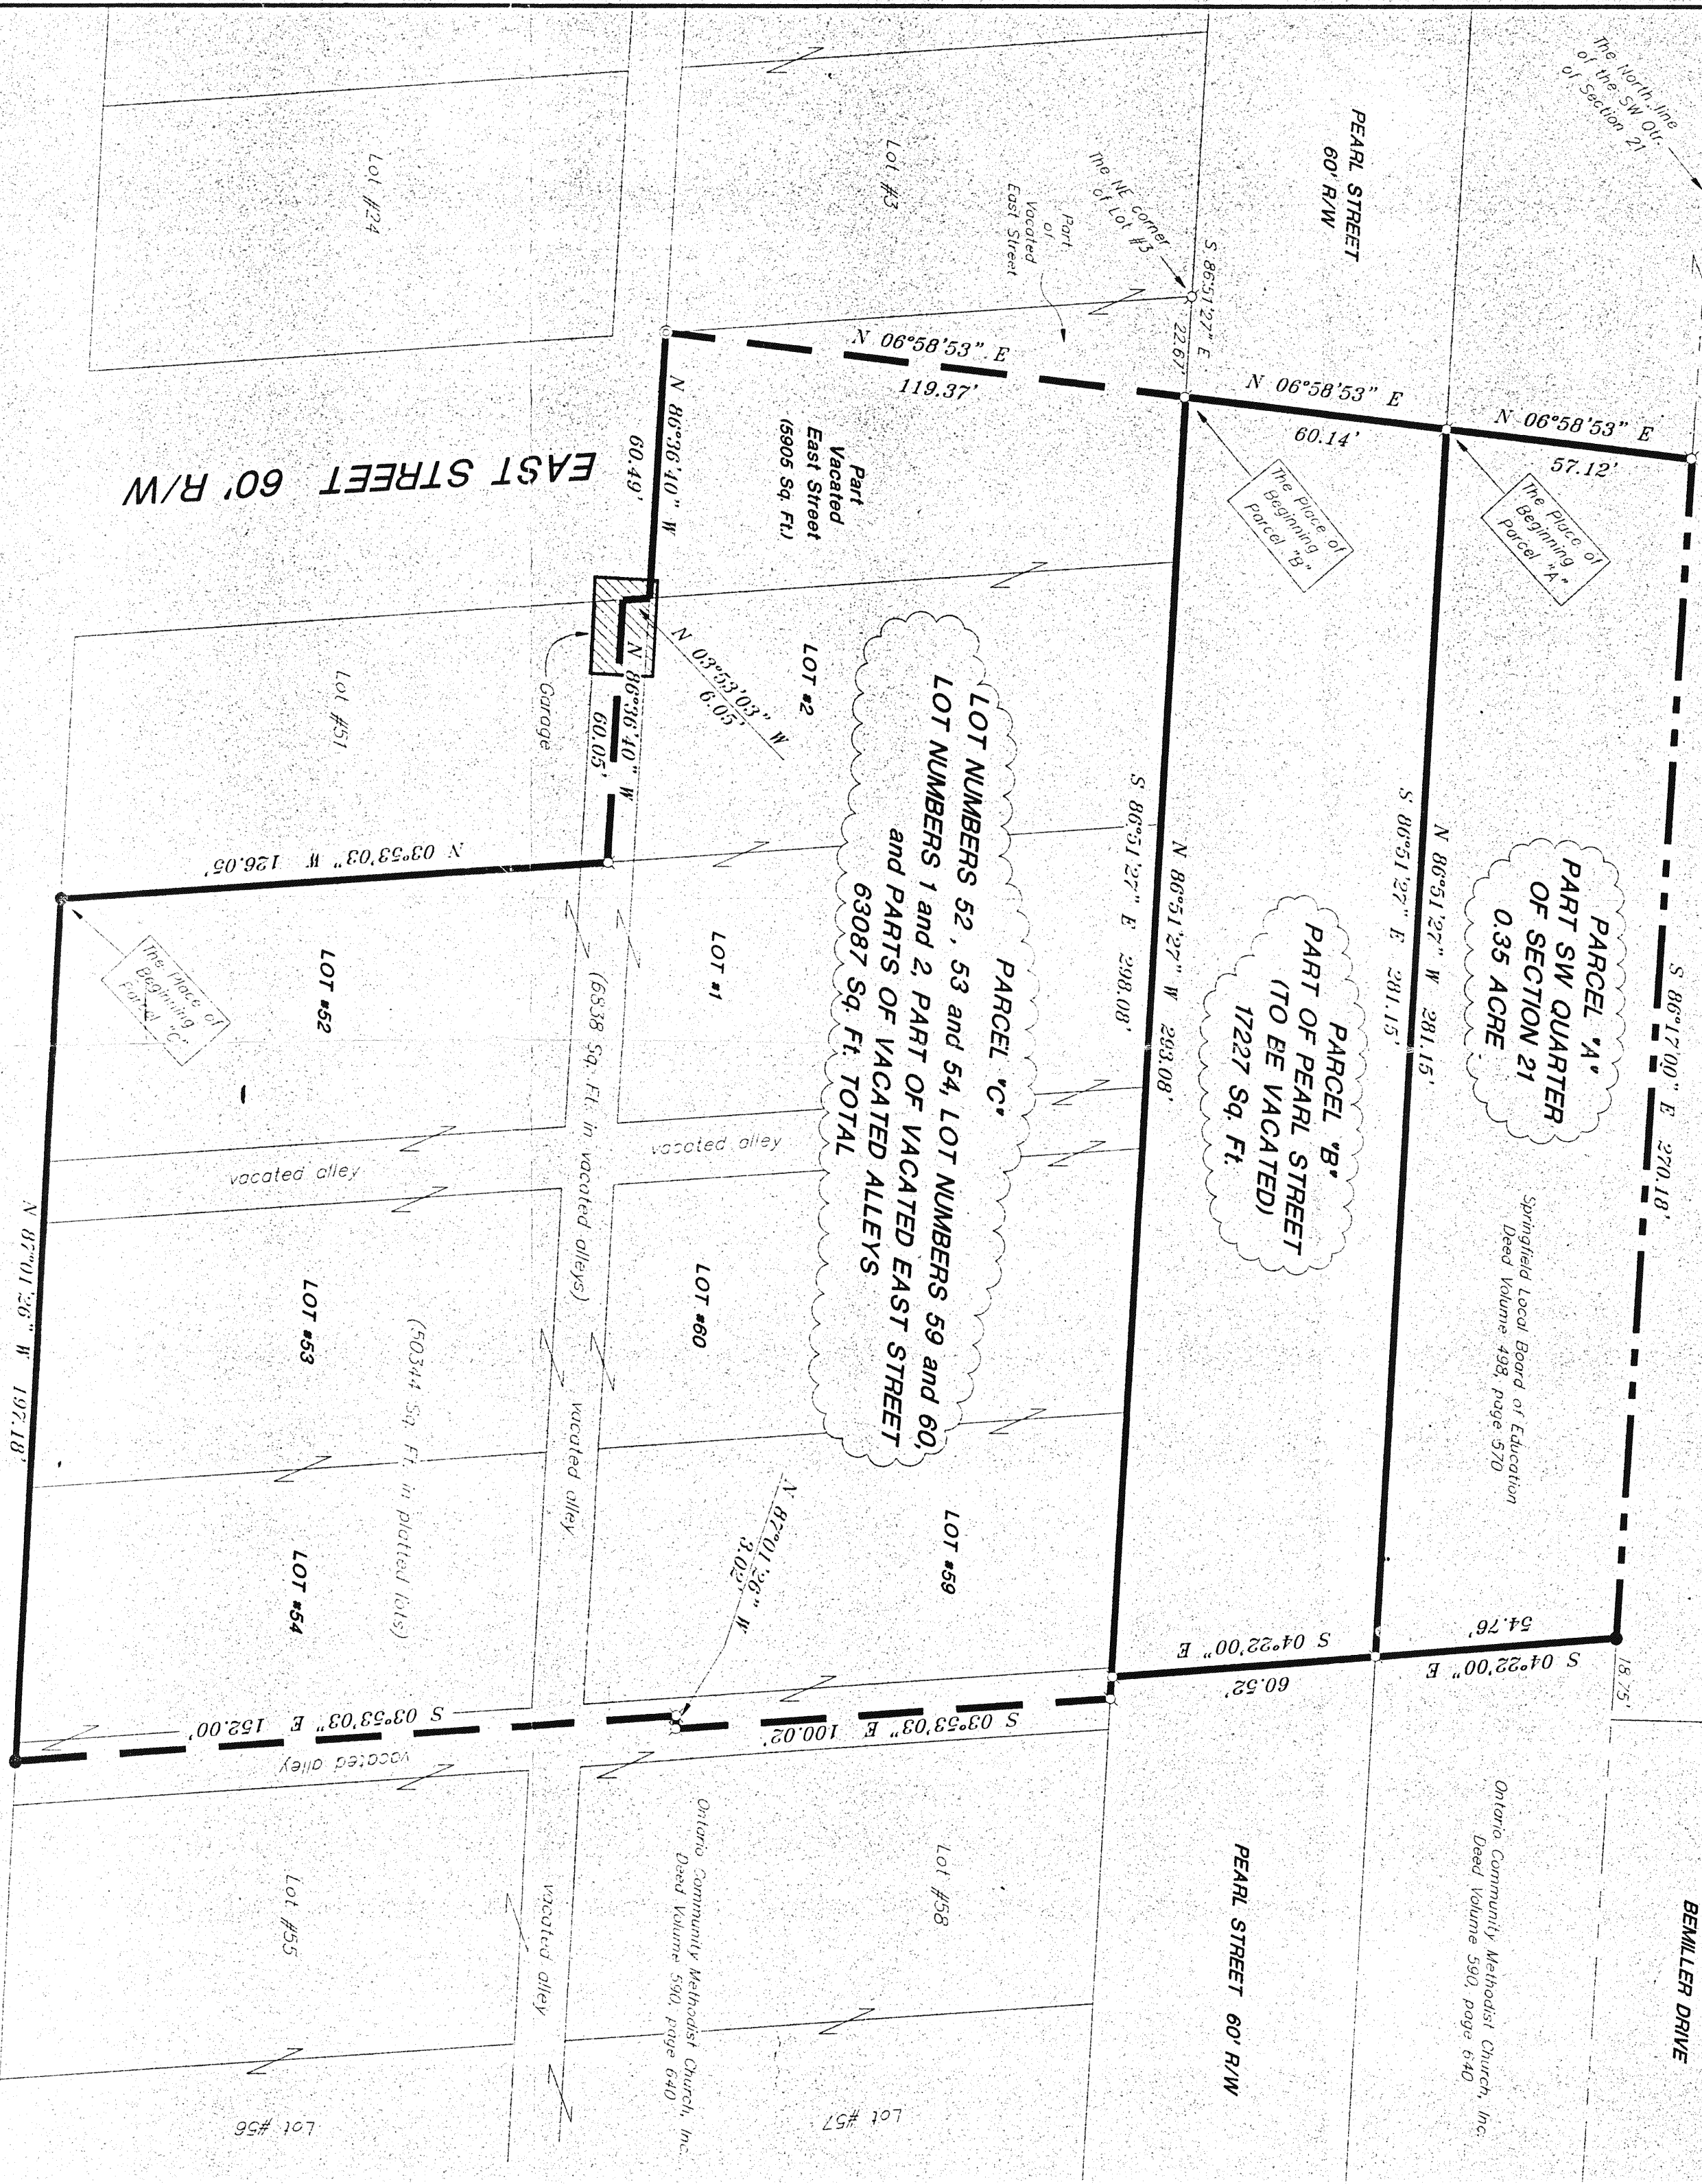 The North line
of the SW Qtr.
of Section 21
PEARL STREET
60' R/W
The NE corner
of Lot #3
S 86°51'27" E
22.67'
Part
of
Vacated
East Street
Lot #3
Lot #24
N 06°58'53" E
57.12'
N 06°58'53" E
60.14'
N 06°58'53" E
119.37'
The Place of
Beginning
Parcel "A"
The Place of
Beginning
Parcel "B"
Part
Vacated
East Street
(5905 Sq. Ft.)
N 86°36'40" W
60.49'
EAST STREET 60' R/W
N 03°53'03" W
6.05'
N 86°36'40" W
60.05'
Garage
LOT #2
Lot #51
N 03°53'03" W 126.05'
The Place of
Beginning
Parcel "C"
S 86°17'00" E 270.18'
PARCEL "A"
PART SW QUARTER
OF SECTION 21
0.35 ACRE
Springfield Local Board of Education
Deed Volume 498, page 570
N 86°51'27" W 281.15'
S 86°51'27" E 281.15'
PARCEL "B"
PART OF PEARL STREET
(TO BE VACATED)
17227 Sq. Ft.
N 86°51'27" W 293.08'
S 86°51'27" E 298.08'
PARCEL "C"
LOT NUMBERS 52 , 53 and 54, LOT NUMBERS 59 and 60,
LOT NUMBERS 1 and 2, PART OF VACATED EAST STREET
and PARTS OF VACATED ALLEYS
63087 Sq. Ft. TOTAL
LOT #1
LOT #60
LOT #59
vacated alley
(6838 Sq. Ft. in vacated alleys)
vacated alley
LOT #52
vacated alley
LOT #53
(50344 Sq. Ft. in platted lots)
LOT #54
N 87°01'26" W
3.02'
N 87°01'26" W 197.18'
S 04°22'00" E
54.76'
18.75'
S 04°22'00" E
60.52'
S 03°53'03" E 100.02'
S 03°53'03" E 152.00'
vacated alley
BEMILLER DRIVE
Ontario Community Methodist Church, Inc.
Deed Volume 590, page 640
PEARL STREET 60' R/W
Lot #58
Ontario Community Methodist Church, Inc.
Deed Volume 590, page 640
vacated alley
Lot #55
Lot #57
Lot #56